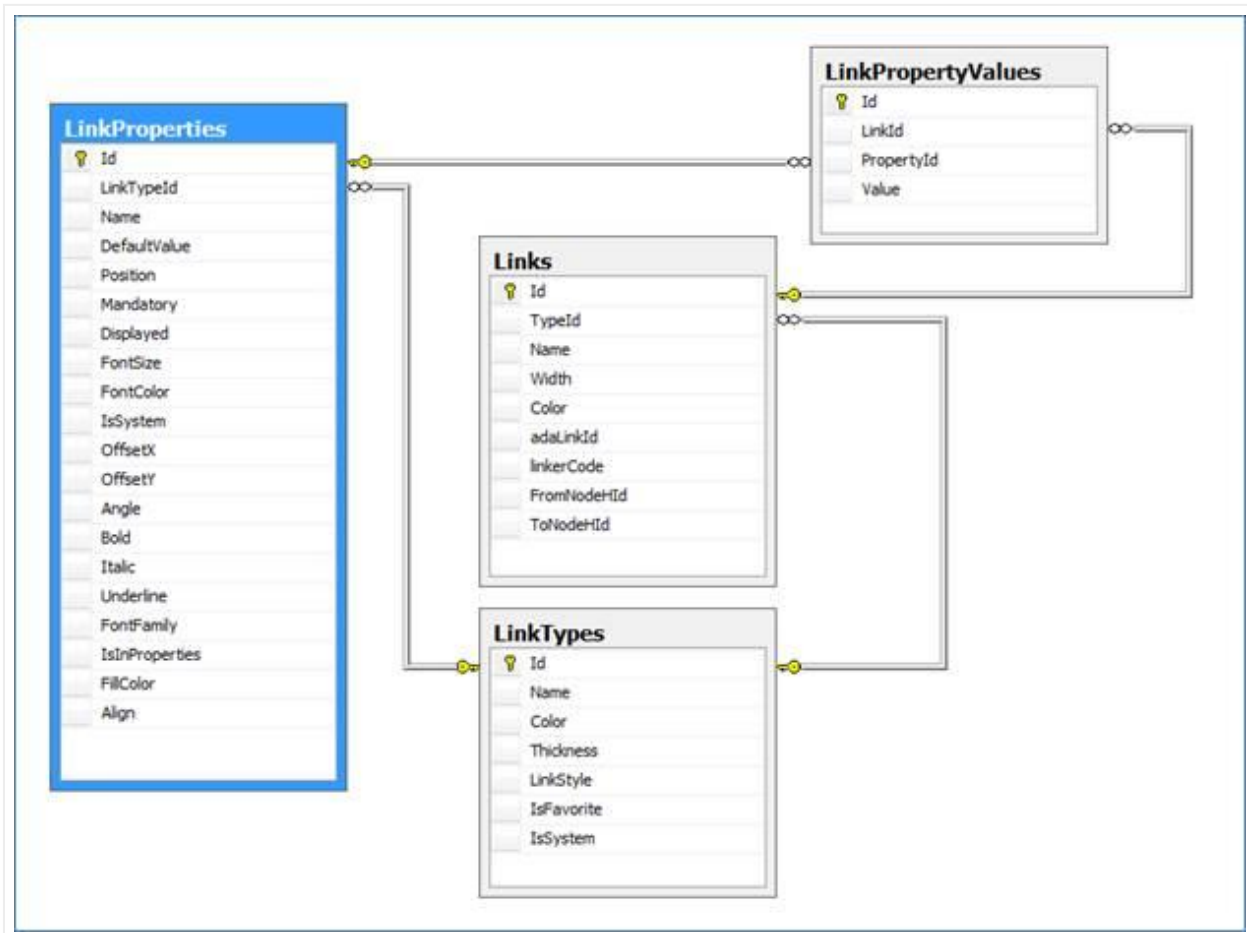 LinkProperties
Id
LinkTypeId
Name
DefaultValue
Position
Mandatory
Displayed
FontSize
FontColor
IsSystem
OffsetX
OffsetY
Angle
Bold
Italic
Underline
FontFamily
IsInProperties
FillColor
Align
LinkPropertyValues
Id
LinkId
PropertyId
Value
Links
Id
TypeId
Name
Width
Color
adaLinkId
linkerCode
FromNodeHId
ToNodeHId
LinkTypes
Id
Name
Color
Thickness
LinkStyle
IsFavorite
IsSystem